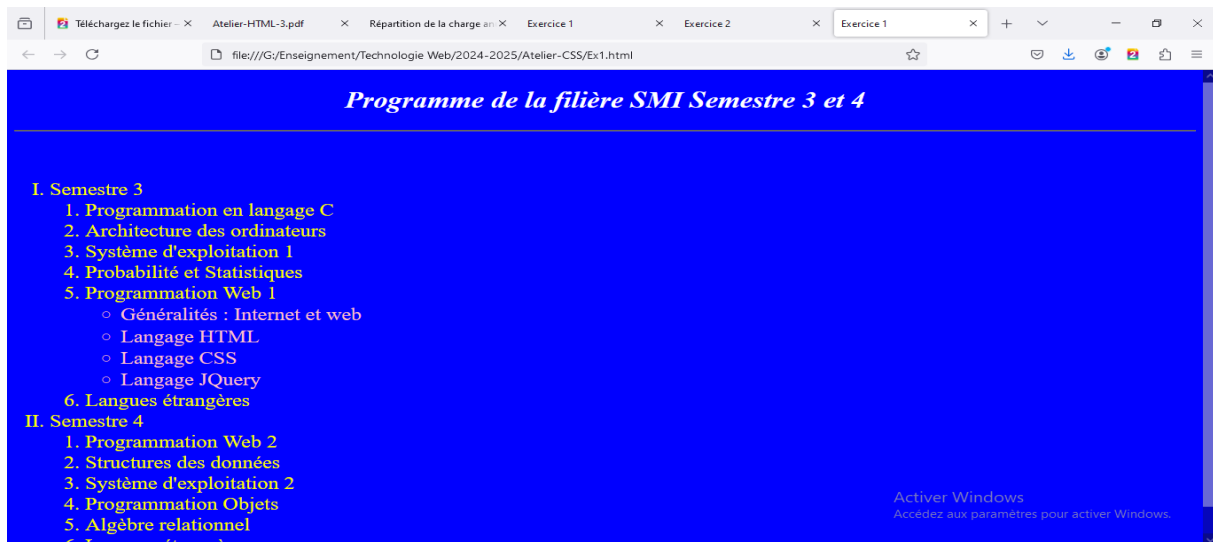 Téléchargez le fichier –
Atelier-HTML-3.pdf
Répartition de la charge an
Exercice 1
Exercice 2
Exercice 1
file:///G:/Enseignement/Technologie Web/2024-2025/Atelier-CSS/Ex1.html
Programme de la filière SMI Semestre 3 et 4
I. Semestre 3
1. Programmation en langage C
2. Architecture des ordinateurs
3. Système d'exploitation 1
4. Probabilité et Statistiques
5. Programmation Web 1
○ Généralités : Internet et web
○ Langage HTML
○ Langage CSS
○ Langage JQuery
6. Langues étrangères
II. Semestre 4
1. Programmation Web 2
2. Structures des données
3. Système d'exploitation 2
4. Programmation Objets
5. Algèbre relationnel
Activer Windows
Accédez aux paramètres pour activer Windows.